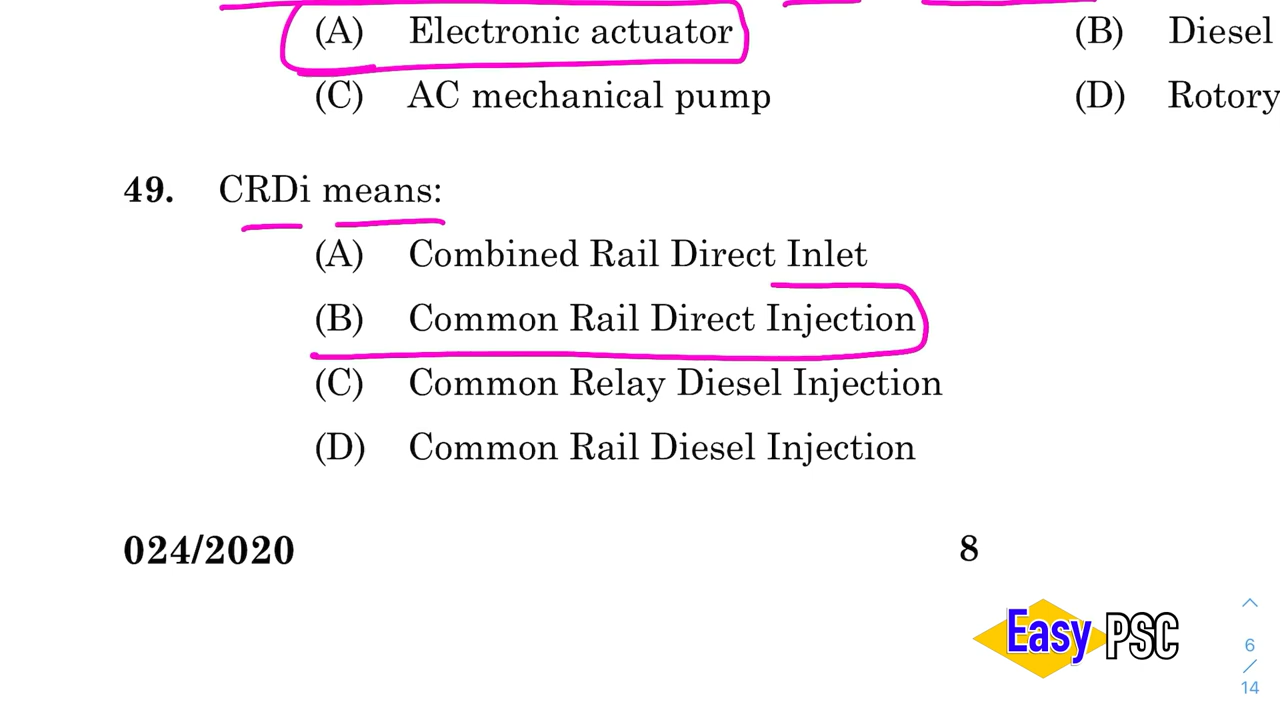 (A) Electronic actuator (B) Diesel
(C) AC mechanical pump (D) Rotory
49. CRDi means:
(A) Combined Rail Direct Inlet
(B) Common Rail Direct Injection
(C) Common Relay Diesel Injection
(D) Common Rail Diesel Injection
024/2020 8
Easy PSC
6
/
14